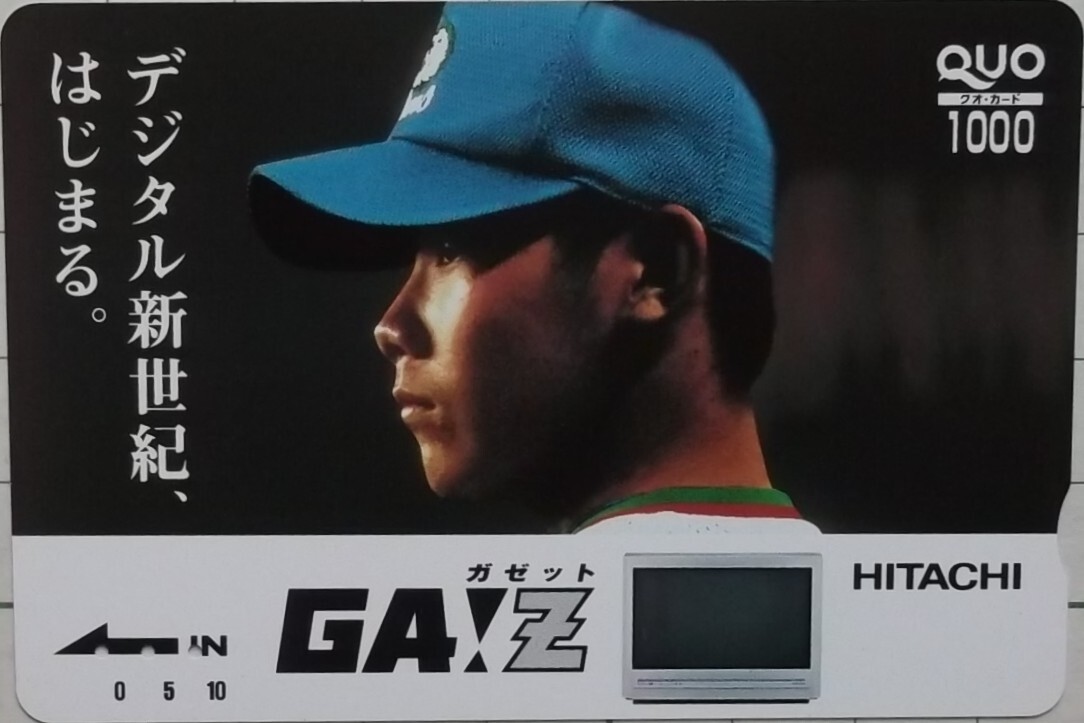 デジタル新世紀、
はじまる。
QUO
クオ・カード
1000
ガゼット
GA!Z
HITACHI
IN
0 5 10